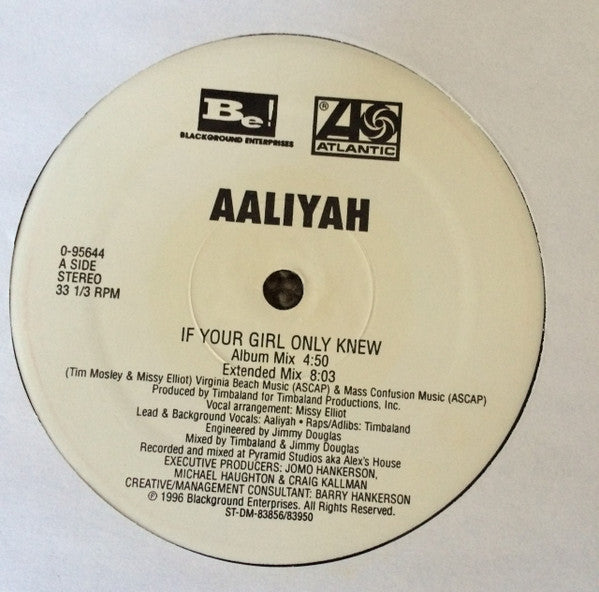 Be!
BLACKGROUND ENTERPRISES
® A
ATLANTIC
AALIYAH
0-95644
A SIDE
STEREO
33 1/3 RPM
IF YOUR GIRL ONLY KNEW
Album Mix 4:50
Extended Mix 8:03
(Tim Mosley & Missy Elliot) Virginia Beach Music (ASCAP) & Mass Confusion Music (ASCAP)
Produced by Timbaland for Timbaland Productions, Inc.
Vocal arrangement: Missy Elliot
Lead & Background Vocals: Aaliyah • Raps/Adlibs: Timbaland
Engineered by Jimmy Douglas
Mixed by Timbaland & Jimmy Douglas
Recorded and mixed at Pyramid Studios aka Alex's House
EXECUTIVE PRODUCERS: JOMO HANKERSON,
MICHAEL HAUGHTON & CRAIG KALLMAN
CREATIVE/MANAGEMENT CONSULTANT: BARRY HANKERSON
℗ 1996 Blackground Enterprises. All Rights Reserved.
ST-DM-83856/83950